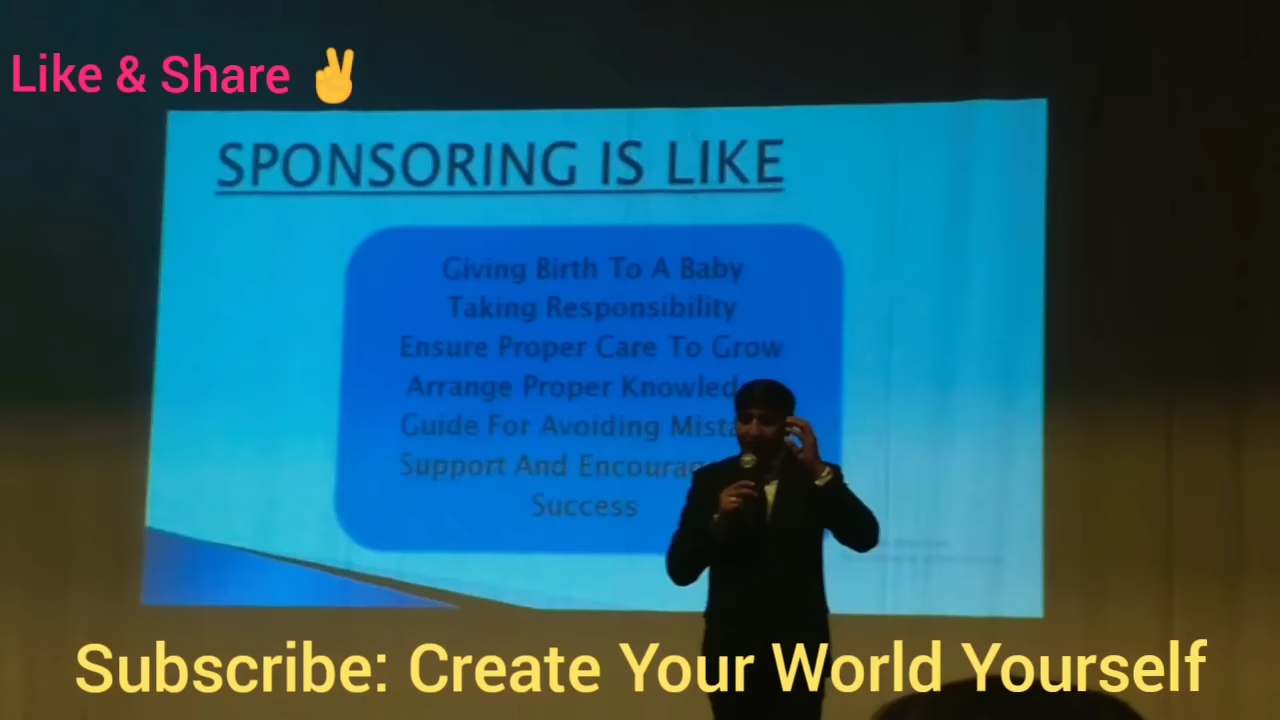 Like & Share ✌
SPONSORING IS LIKE
Giving Birth To A Baby
Taking Responsibility
Ensure Proper Care To Grow
Arrange Proper
Guide For Avoiding
Support And
Success
Subscribe: Create Your World Yourself